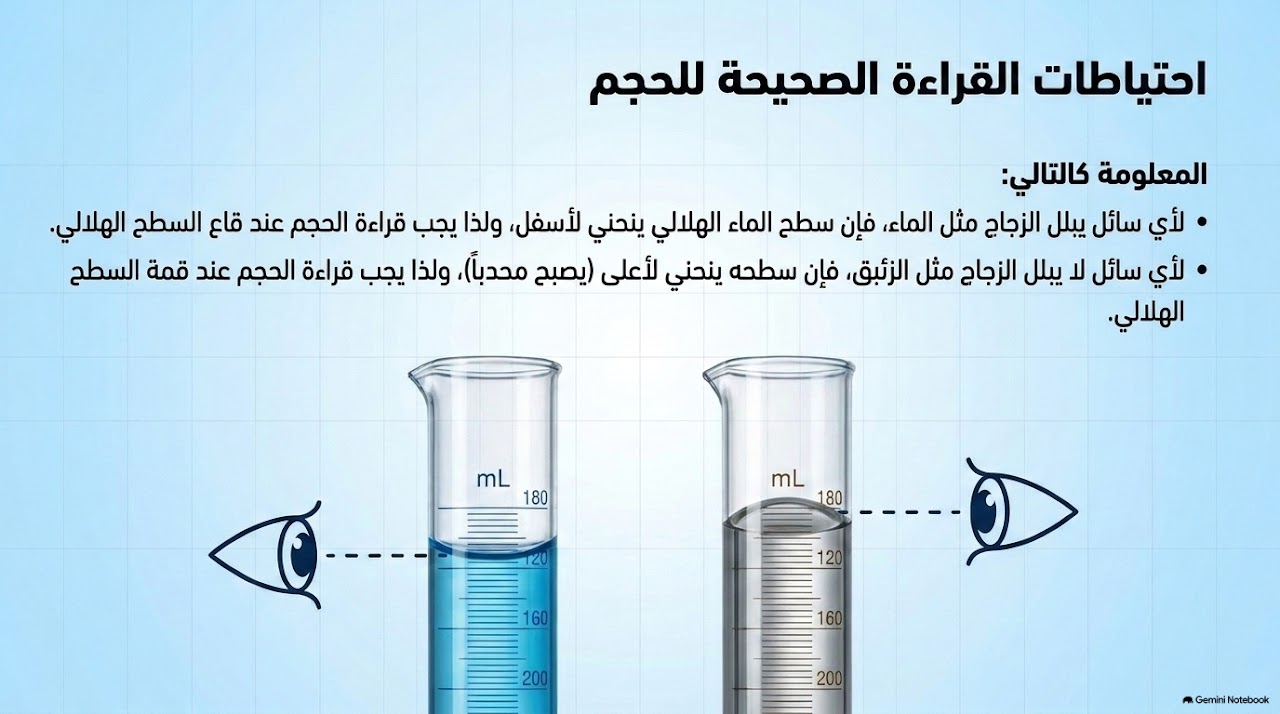 احتياطات القراءة الصحيحة للحجم
المعلومة كالتالي:
• لأي سائل يبلل الزجاج مثل الماء، فإن سطح الماء الهلالي ينحني لأسفل، ولذا يجب قراءة الحجم عند قاع السطح الهلالي.
• لأي سائل لا يبلل الزجاج مثل الزئبق، فإن سطحه ينحني لأعلى (يصبح محدباً)، ولذا يجب قراءة الحجم عند قمة السطح
الهلالي.
mL
180
120
160
200
mL
180
120
160
200
Gemini Notebook